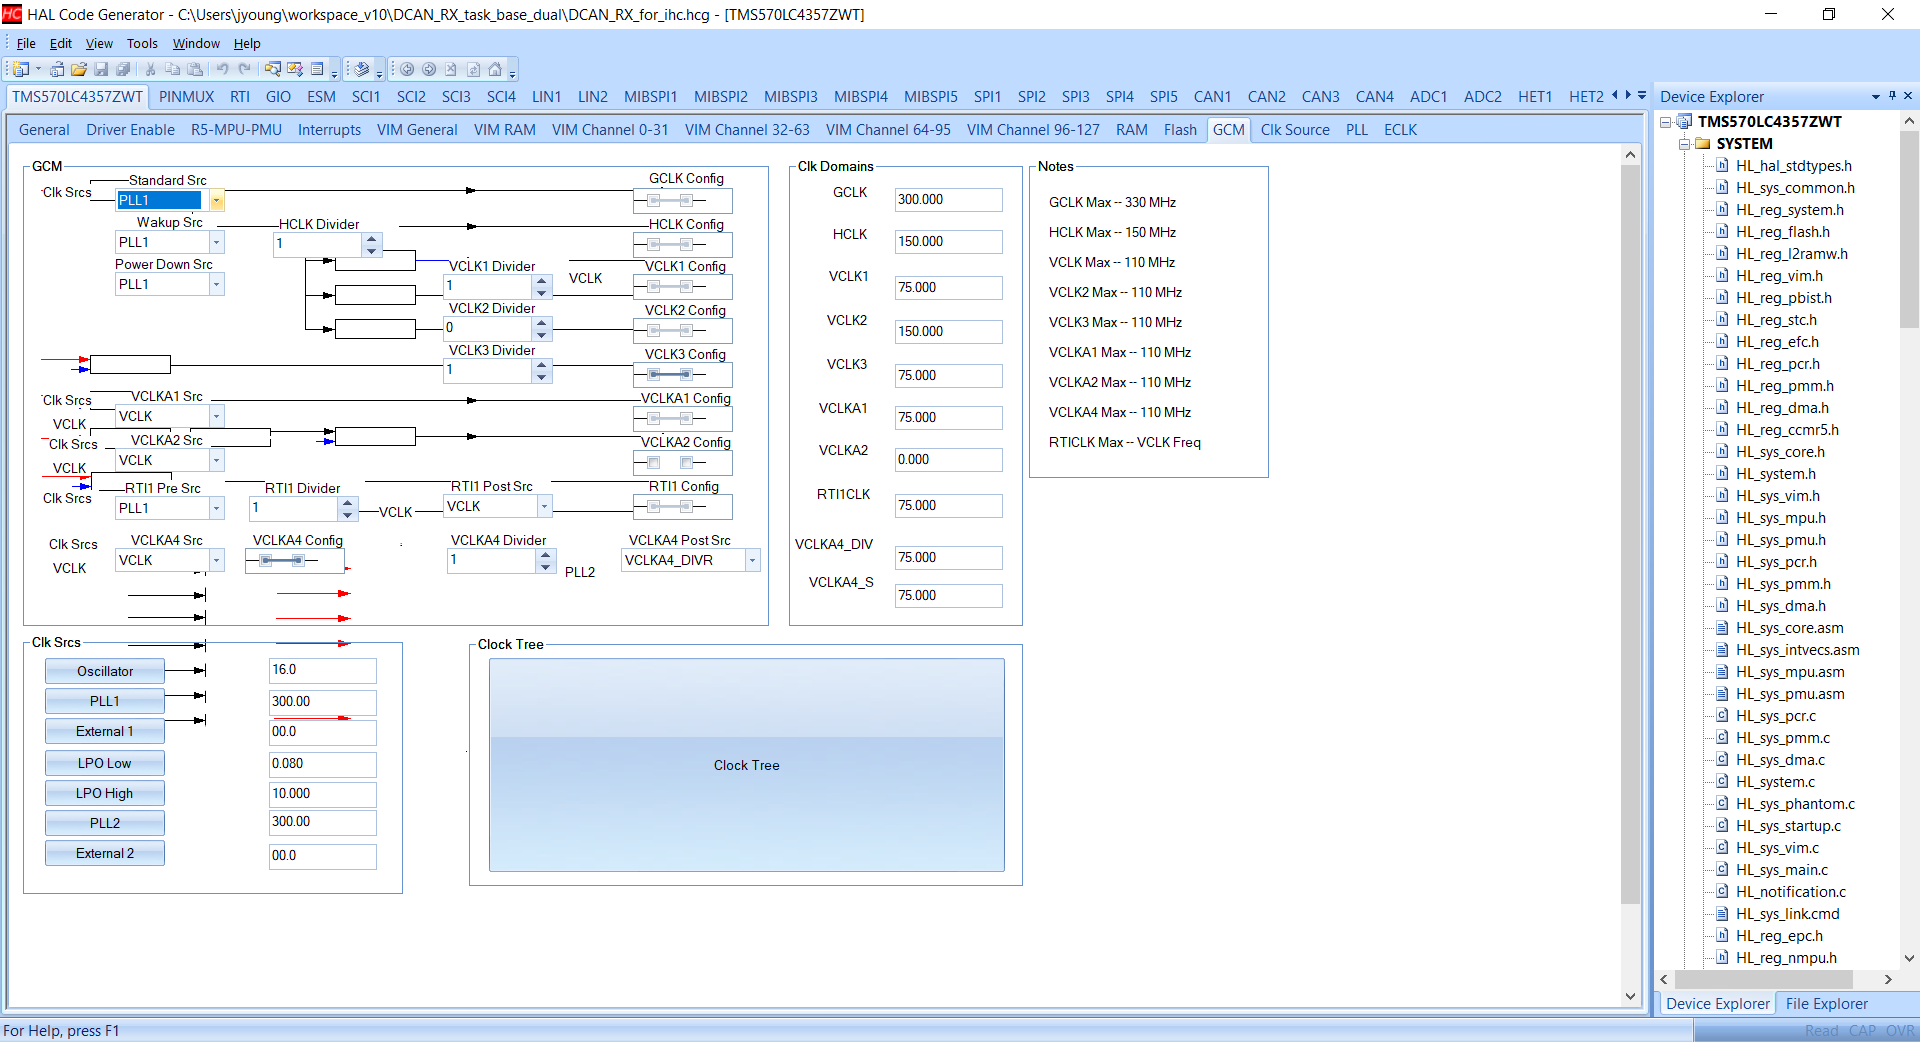 HAL Code Generator - C:\Users\jyoung\workspace_v10\DCAN_RX_task_base_dual\DCAN_RX_for_ihc.hcg - [TMS570LC4357ZWT]
File Edit View Tools Window Help
TMS570LC4357ZWT PINMUX RTI GIO ESM SCI1 SCI2 SCI3 SCI4 LIN1 LIN2 MIBSPI1 MIBSPI2 MIBSPI3 MIBSPI4 MIBSPI5 SPI1 SPI2 SPI3 SPI4 SPI5 CAN1 CAN2 CAN3 CAN4 ADC1 ADC2 HET1 HET2
General Driver Enable R5-MPU-PMU Interrupts VIM General VIM RAM VIM Channel 0-31 VIM Channel 32-63 VIM Channel 64-95 VIM Channel 96-127 RAM Flash GCM Clk Source PLL ECLK
GCM
Standard Src
Clk Srcs
PLL1
GCLK Config
Wakup Src
PLL1
HCLK Divider
1
HCLK Config
Power Down Src
PLL1
VCLK1 Divider
1
VCLK
VCLK1 Config
VCLK2 Divider
0
VCLK2 Config
VCLK3 Divider
1
VCLK3 Config
Clk Srcs
VCLK
VCLKA1 Src
VCLK
VCLKA1 Config
Clk Srcs
VCLK
VCLKA2 Src
VCLK
VCLKA2 Config
Clk Srcs
RTI1 Pre Src
PLL1
RTI1 Divider
1
VCLK
RTI1 Post Src
VCLK
RTI1 Config
Clk Srcs
VCLK
VCLKA4 Src
VCLK
VCLKA4 Config
VCLKA4 Divider
1
PLL2
VCLKA4 Post Src
VCLKA4_DIVR
Clk Domains
GCLK 300.000
HCLK 150.000
VCLK1 75.000
VCLK2 150.000
VCLK3 75.000
VCLKA1 75.000
VCLKA2 0.000
RTI1CLK 75.000
VCLKA4_DIV 75.000
VCLKA4_S 75.000
Notes
GCLK Max -- 330 MHz
HCLK Max -- 150 MHz
VCLK Max -- 110 MHz
VCLK2 Max -- 110 MHz
VCLK3 Max -- 110 MHz
VCLKA1 Max -- 110 MHz
VCLKA2 Max -- 110 MHz
VCLKA4 Max -- 110 MHz
RTICLK Max -- VCLK Freq
Clk Srcs
Oscillator 16.0
PLL1 300.00
External 1 00.0
LPO Low 0.080
LPO High 10.000
PLL2 300.00
External 2 00.0
Clock Tree
Clock Tree
Device Explorer
TMS570LC4357ZWT
SYSTEM
HL_hal_stdtypes.h
HL_sys_common.h
HL_reg_system.h
HL_reg_flash.h
HL_reg_l2ramw.h
HL_reg_vim.h
HL_reg_pbist.h
HL_reg_stc.h
HL_reg_efc.h
HL_reg_pcr.h
HL_reg_pmm.h
HL_reg_dma.h
HL_reg_ccmr5.h
HL_sys_core.h
HL_system.h
HL_sys_vim.h
HL_sys_mpu.h
HL_sys_pmu.h
HL_sys_pcr.h
HL_sys_pmm.h
HL_sys_dma.h
HL_sys_core.asm
HL_sys_intvecs.asm
HL_sys_mpu.asm
HL_sys_pmu.asm
HL_sys_pcr.c
HL_sys_pmm.c
HL_sys_dma.c
HL_system.c
HL_sys_phantom.c
HL_sys_startup.c
HL_sys_vim.c
HL_sys_main.c
HL_notification.c
HL_sys_link.cmd
HL_reg_epc.h
HL_reg_nmpu.h
Device Explorer File Explorer
For Help, press F1
Read CAP OVR